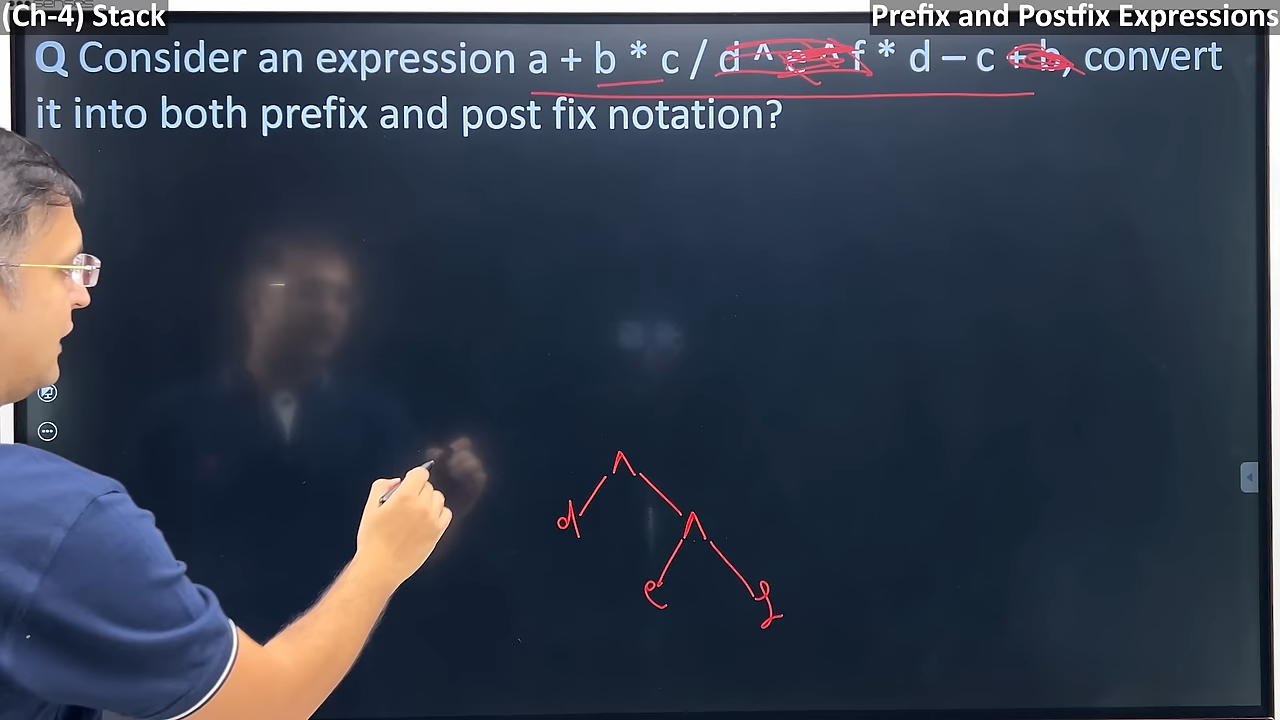 (Ch-4) Stack
Prefix and Postfix Expressions
Q Consider an expression a + b * c / d ^ e ^ f * d – c + b, convert
it into both prefix and post fix notation?
^
d
^
e
f